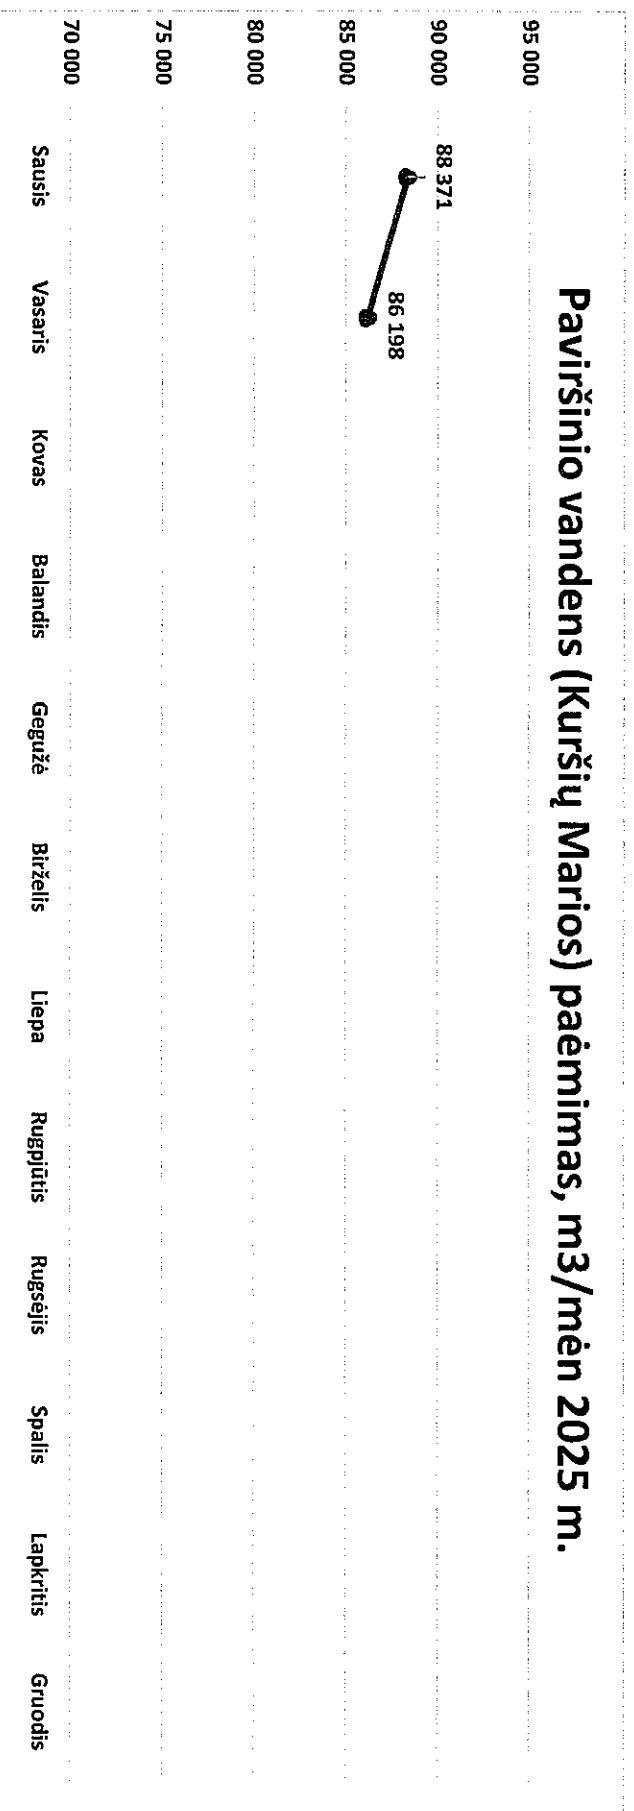 Paviršinio vandens (Kuršių Marios) paėmimas, m3/mėn 2025 m.
95 000
90 000
85 000
80 000
75 000
70 000
88 371
86 198
Sausis
Vasaris
Kovas
Balandis
Gegužė
Birželis
Liepa
Rugpjūtis
Rugsėjis
Spalis
Lapkritis
Gruodis